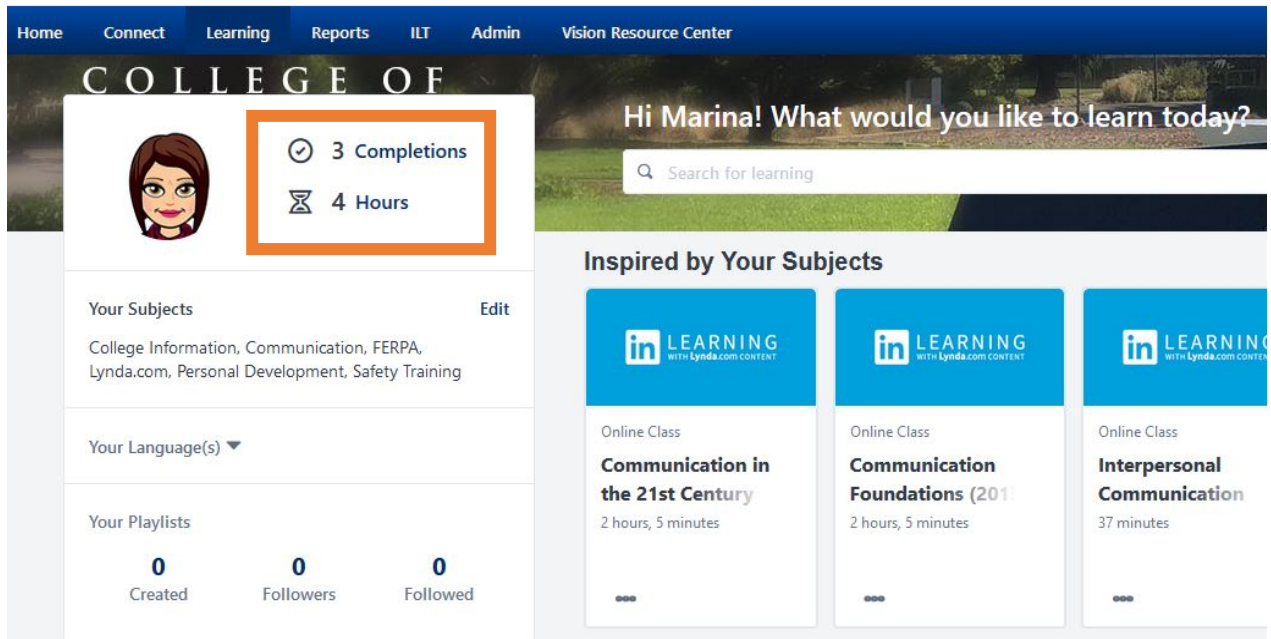 Home Connect Learning Reports ILT Admin Vision Resource Center
COLLEGE OF
Hi Marina! What would you like to learn today?
Search for learning
3 Completions
4 Hours
Your Subjects Edit
College Information, Communication, FERPA,
Lynda.com, Personal Development, Safety Training
Your Language(s)
Your Playlists
0 0 0
Created Followers Followed
Inspired by Your Subjects
in LEARNING
WITH Lynda.com CONTENT
Online Class
Communication in
the 21st Century
2 hours, 5 minutes
in LEARNING
WITH Lynda.com CONTENT
Online Class
Communication
Foundations (201
2 hours, 5 minutes
in LEARNING
WITH Lynda.com
Online Class
Interpersonal
Communication
37 minutes